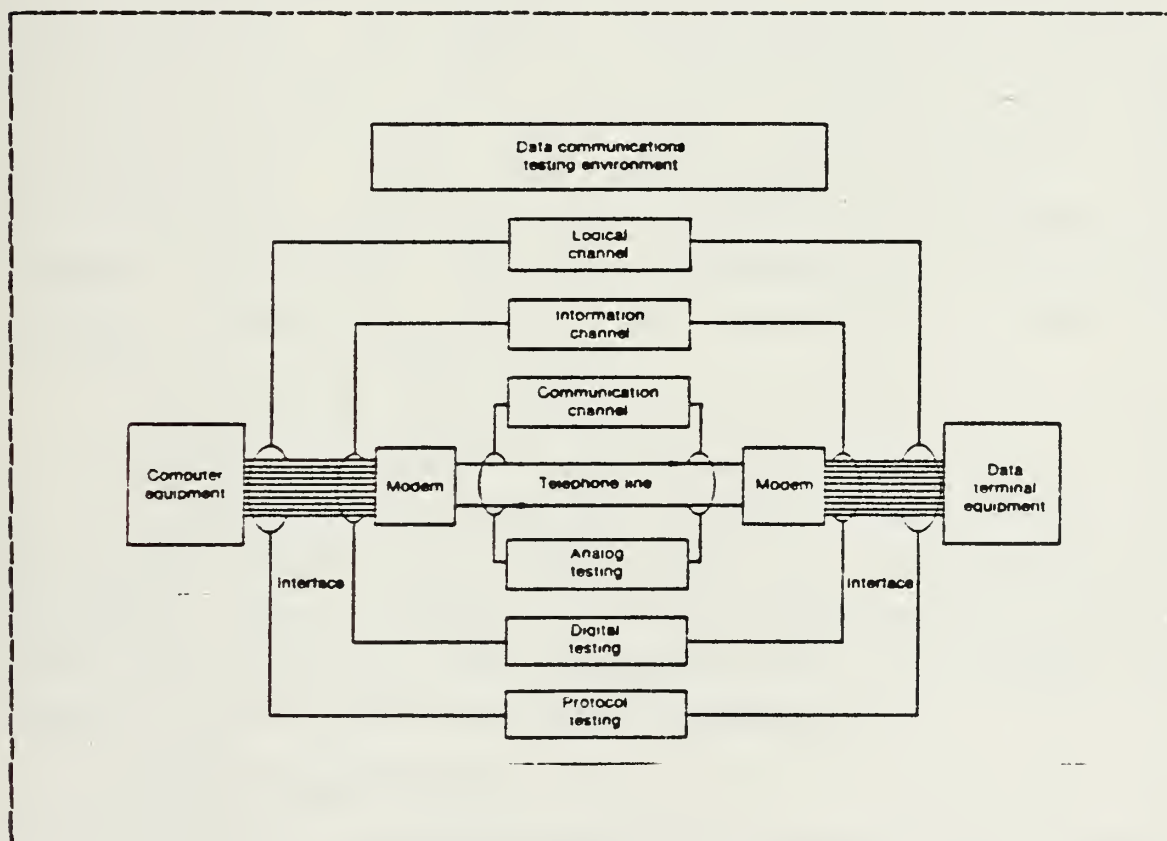 Data communications
testing environment
Logical
channel
Information
channel
Communication
channel
Computer
equipment
Modem
Telephone line
Modem
Data
terminal
equipment
Analog
testing
Interface
Interface
Digital
testing
Protocol
testing